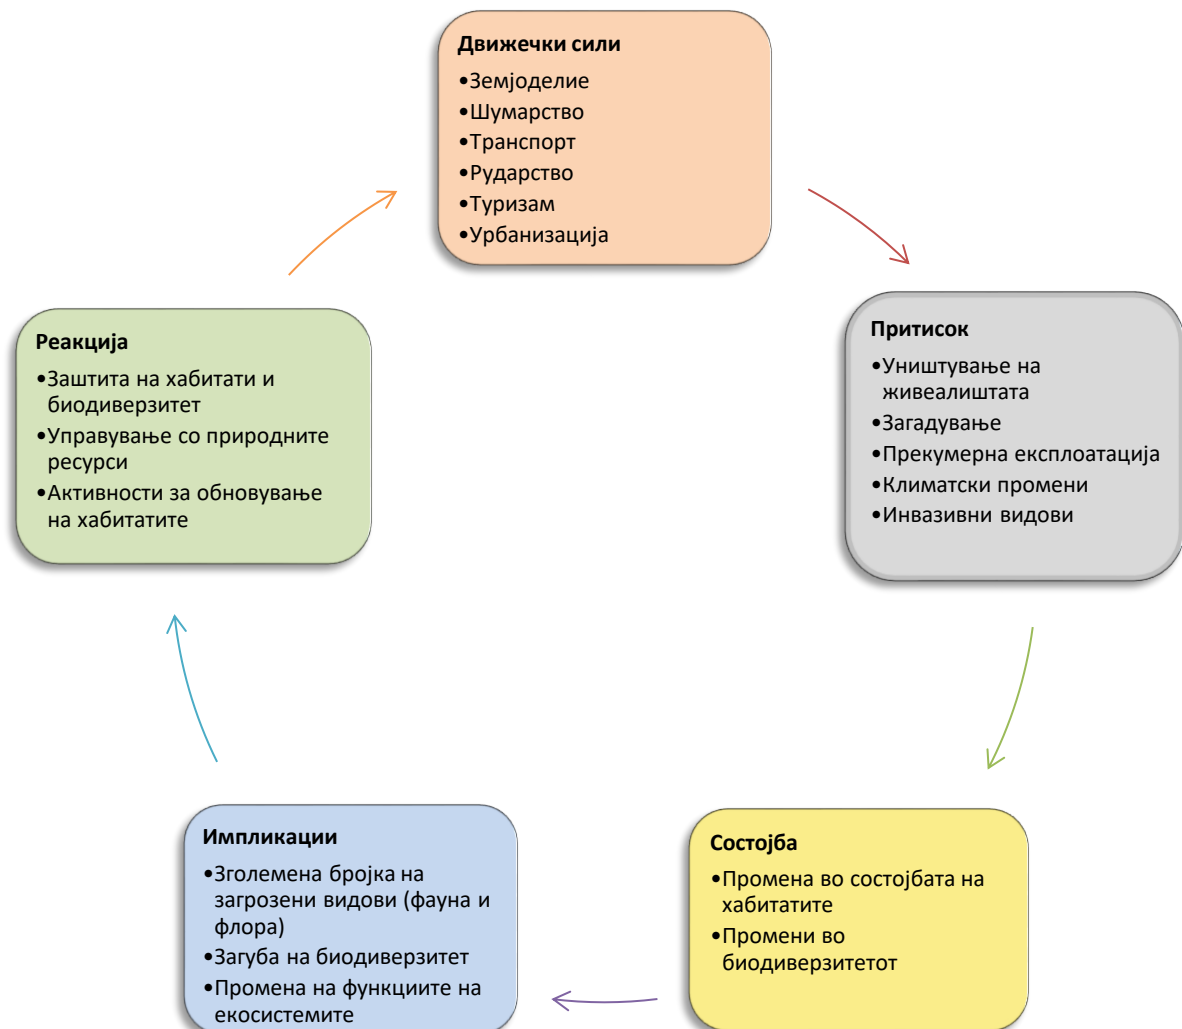 Движечки сили
•Земјоделие
•Шумарство
•Транспорт
•Рударство
•Туризам
•Урбанизација
Притисок
•Уништување на
живеалиштата
•Загадување
•Прекумерна експлоатација
•Климатски промени
•Инвазивни видови
Состојба
•Промена во состојбата на
хабитатите
•Промени во
биодиверзитетот
Импликации
•Зголемена бројка на
загрозени видови (фауна и
флора)
•Загуба на биодиверзитет
•Промена на функциите на
екосистемите
Реакција
•Заштита на хабитати и
биодиверзитет
•Управување со природните
ресурси
•Активности за обновување
на хабитатите